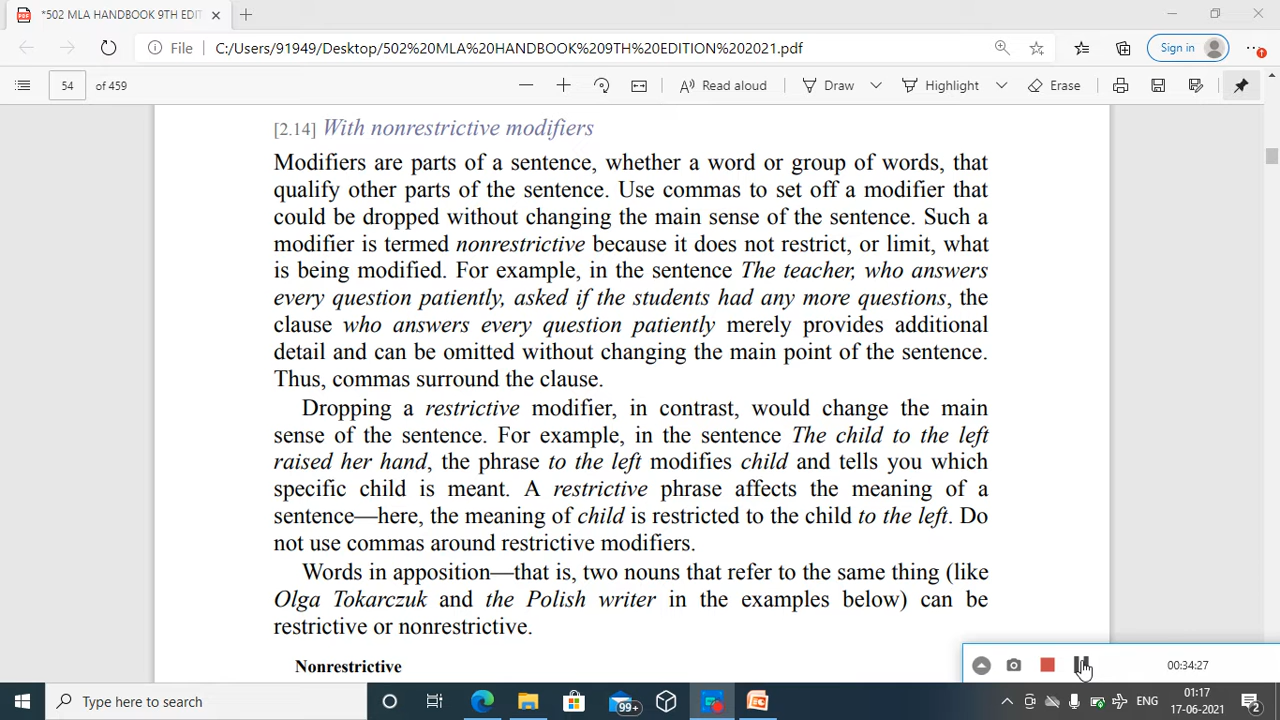 *502 MLA HANDBOOK 9TH EDIT
File C:/Users/91949/Desktop/502%20MLA%20HANDBOOK%209TH%20EDITION%202021.pdf
Sign in
54 of 459
Read aloud
Draw
Highlight
Erase
[2.14] With nonrestrictive modifiers
Modifiers are parts of a sentence, whether a word or group of words, that
qualify other parts of the sentence. Use commas to set off a modifier that
could be dropped without changing the main sense of the sentence. Such a
modifier is termed nonrestrictive because it does not restrict, or limit, what
is being modified. For example, in the sentence The teacher, who answers
every question patiently, asked if the students had any more questions, the
clause who answers every question patiently merely provides additional
detail and can be omitted without changing the main point of the sentence.
Thus, commas surround the clause.
Dropping a restrictive modifier, in contrast, would change the main
sense of the sentence. For example, in the sentence The child to the left
raised her hand, the phrase to the left modifies child and tells you which
specific child is meant. A restrictive phrase affects the meaning of a
sentence—here, the meaning of child is restricted to the child to the left. Do
not use commas around restrictive modifiers.
Words in apposition—that is, two nouns that refer to the same thing (like
Olga Tokarczuk and the Polish writer in the examples below) can be
restrictive or nonrestrictive.
Nonrestrictive
00:34:27
Type here to search
99+
ENG
01:17
17-06-2021
2